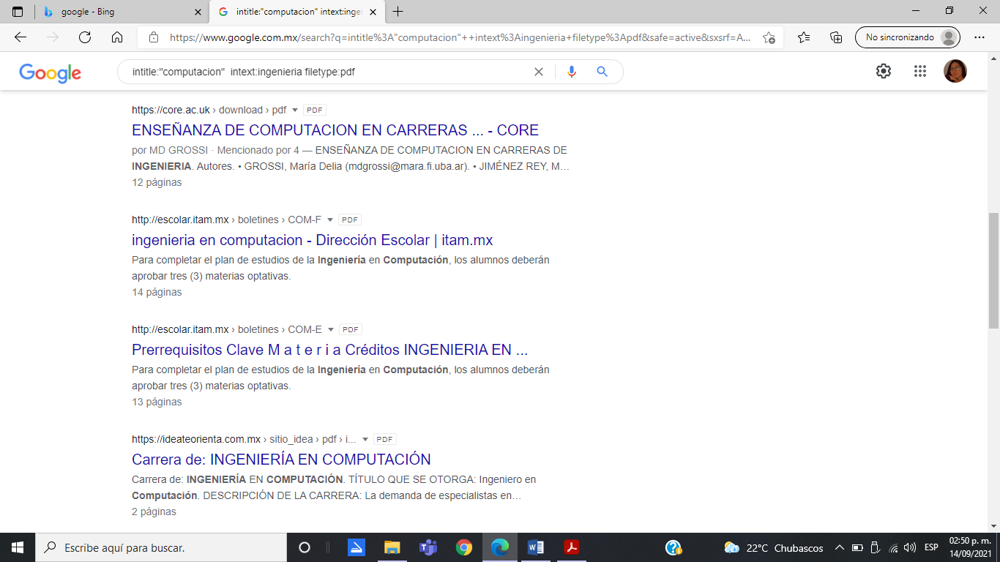 google - Bing
intitle:"computacion" intext:inge
https://www.google.com.mx/search?q=intitle%3A"computacion"++intext%3Aingenieria+filetype%3Apdf&safe=active&sxsrf=A...
No sincronizando
Google
intitle:"computacion"  intext:ingenieria filetype:pdf
https://core.ac.uk › download › pdf PDF
ENSEÑANZA DE COMPUTACION EN CARRERAS ... - CORE
por MD GROSSI · Mencionado por 4 — ENSEÑANZA DE COMPUTACION EN CARRERAS DE
INGENIERIA. Autores. • GROSSI, María Delia (mdgrossi@mara.fi.uba.ar). • JIMÉNEZ REY, M…
12 páginas
http://escolar.itam.mx › boletines › COM-F PDF
ingenieria en computacion - Dirección Escolar | itam.mx
Para completar el plan de estudios de la Ingeniería en Computación, los alumnos deberán
aprobar tres (3) materias optativas.
14 páginas
http://escolar.itam.mx › boletines › COM-E PDF
Prerrequisitos Clave M a t e r i a Créditos INGENIERIA EN ...
Para completar el plan de estudios de la Ingeniería en Computación, los alumnos deberán
aprobar tres (3) materias optativas.
13 páginas
https://ideateorienta.com.mx › sitio_idea › pdf › i... PDF
Carrera de: INGENIERÍA EN COMPUTACIÓN
Carrera de: INGENIERÍA EN COMPUTACIÓN. TÍTULO QUE SE OTORGA: Ingeniero en
Computación. DESCRIPCIÓN DE LA CARRERA: La demanda de especialistas en…
2 páginas
Escribe aquí para buscar.
22°C Chubascos
ESP
02:50 p. m.
14/09/2021